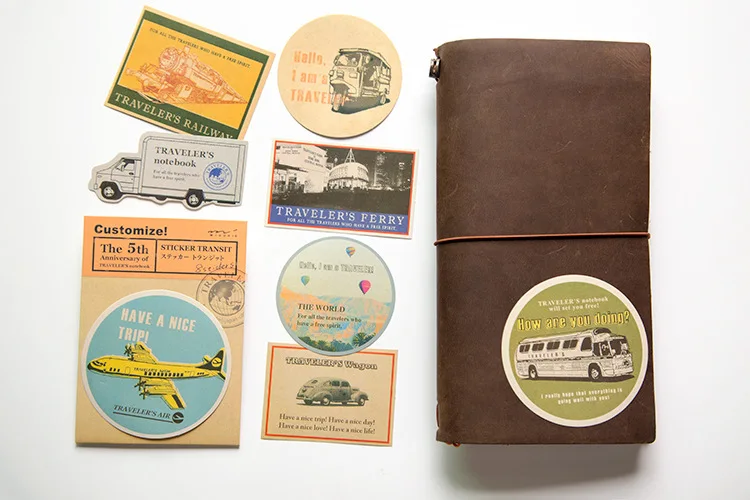 FOR ALL THE TRAVELERS WHO HAVE A FAIR SPIRIT.
TRAVELER'S RAILWAY
Hello,
I am a
TRAVELER
TRAVELER'S
notebook
For all the travelers who
have a free spirit.
TRAVELER'S FERRY
FOR ALL THE TRAVELERS WHO HAVE A FAIR SPIRIT.
Customize!
The 5th
Anniversary of
TRAVELER'S notebook
STICKER TRANSIT
ステッカー トランジット
HAVE A NICE
TRIP!
TRAVELER'S AIR
Hello, I am a TRAVELER!
THE WORLD
For all the travelers who
have a free spirit.
TRAVELER'S Wagon
Have a nice trip! Have a nice day!
Have a nice love! Have a nice life!
TRAVELER'S notebook
will set you free!
How are you doing?
TRAVELER'S
I really hope that everything is
going well with you!